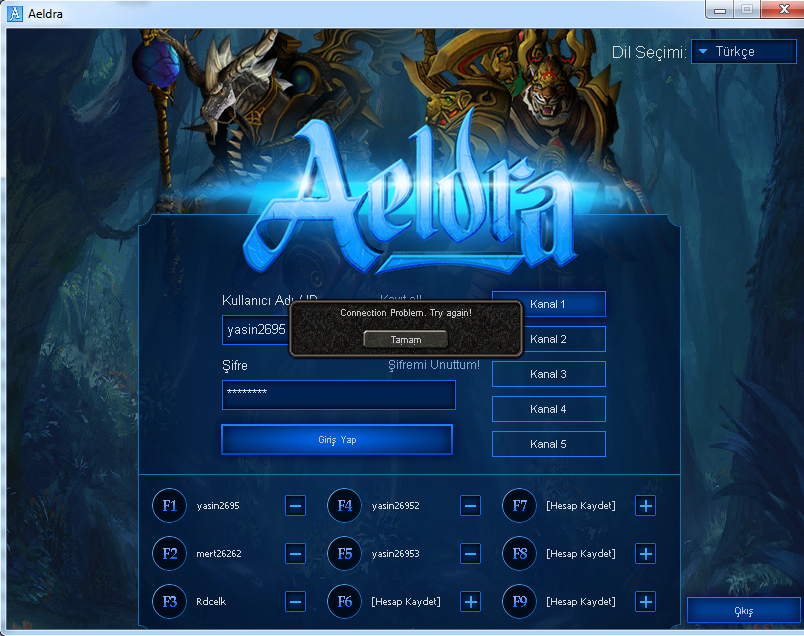 Aeldra
Dil Seçimi: Türkçe
Aeldra
Kullanıcı Adı / ID
Kanal 1
Connection Problem. Try again!
yasin2695
Tamam
Kanal 2
Şifre
Şifremi Unuttum!
Kanal 3
********
Kanal 4
Giriş Yap
Kanal 5
F1 yasin2695
F4 yasin26952
F7 [Hesap Kaydet]
F2 mert26262
F5 yasin26953
F8 [Hesap Kaydet]
F3 Rdcelk
F6 [Hesap Kaydet]
F9 [Hesap Kaydet]
Çıkış